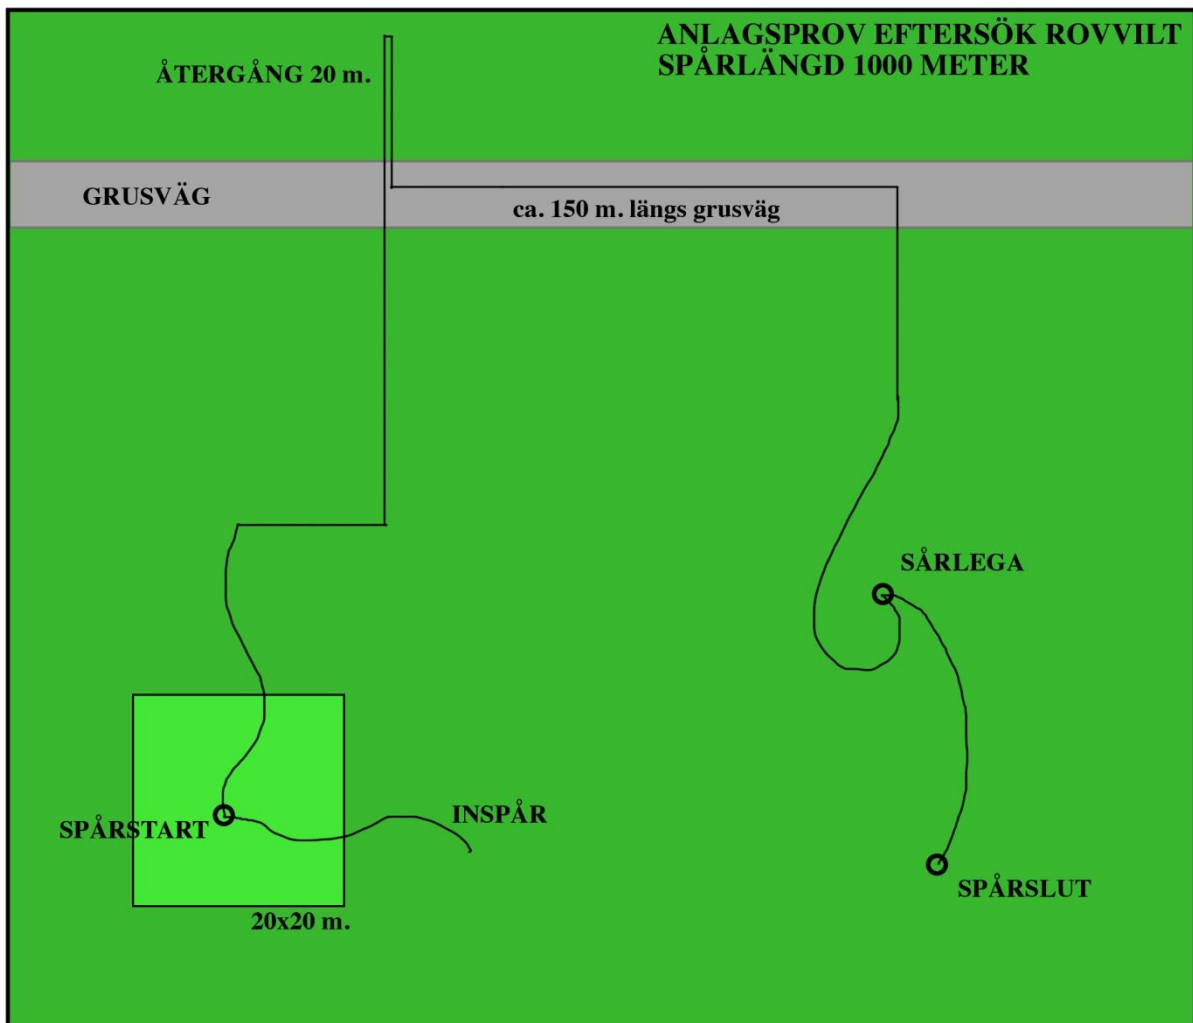 ANLAGSPROV EFTERSÖK ROVVILT
SPÅRLÄNGD 1000 METER
ÅTERGÅNG 20 m.
GRUSVÄG
ca. 150 m. längs grusväg
SÅRLEGA
INSPÅR
SPÅRSTART
SPÅRSLUT
20x20 m.